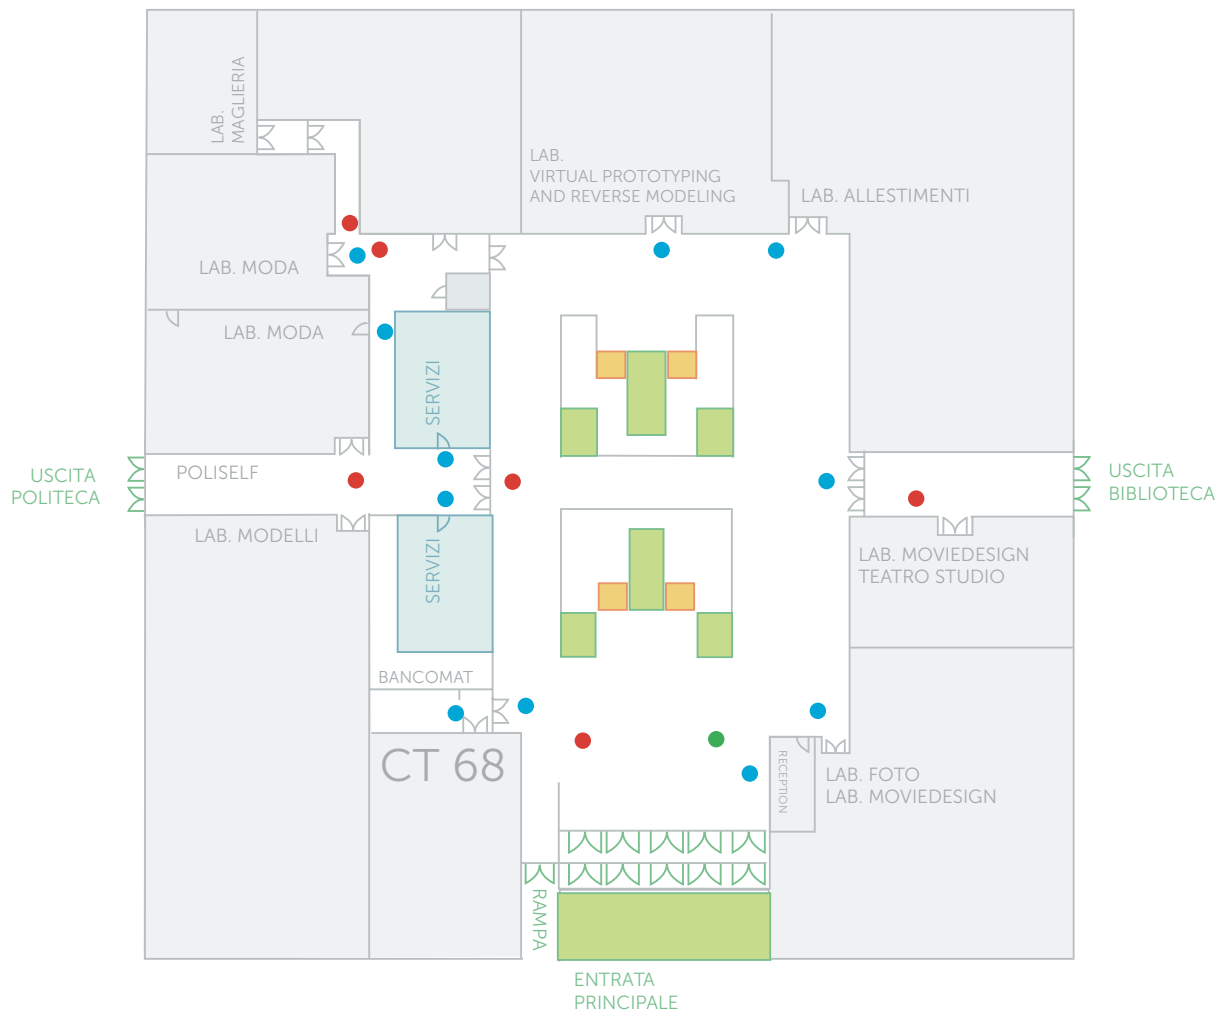 LAB.
MAGLIERIA
LAB.
VIRTUAL PROTOTYPING
AND REVERSE MODELING
LAB. ALLESTIMENTI
LAB. MODA
LAB. MODA
SERVIZI
USCITA
POLITECA
POLISELF
USCITA
BIBLIOTECA
LAB. MODELLI
SERVIZI
LAB. MOVIEDESIGN
TEATRO STUDIO
BANCOMAT
CT 68
RECEPTION
LAB. FOTO
LAB. MOVIEDESIGN
RAMPA
ENTRATA
PRINCIPALE